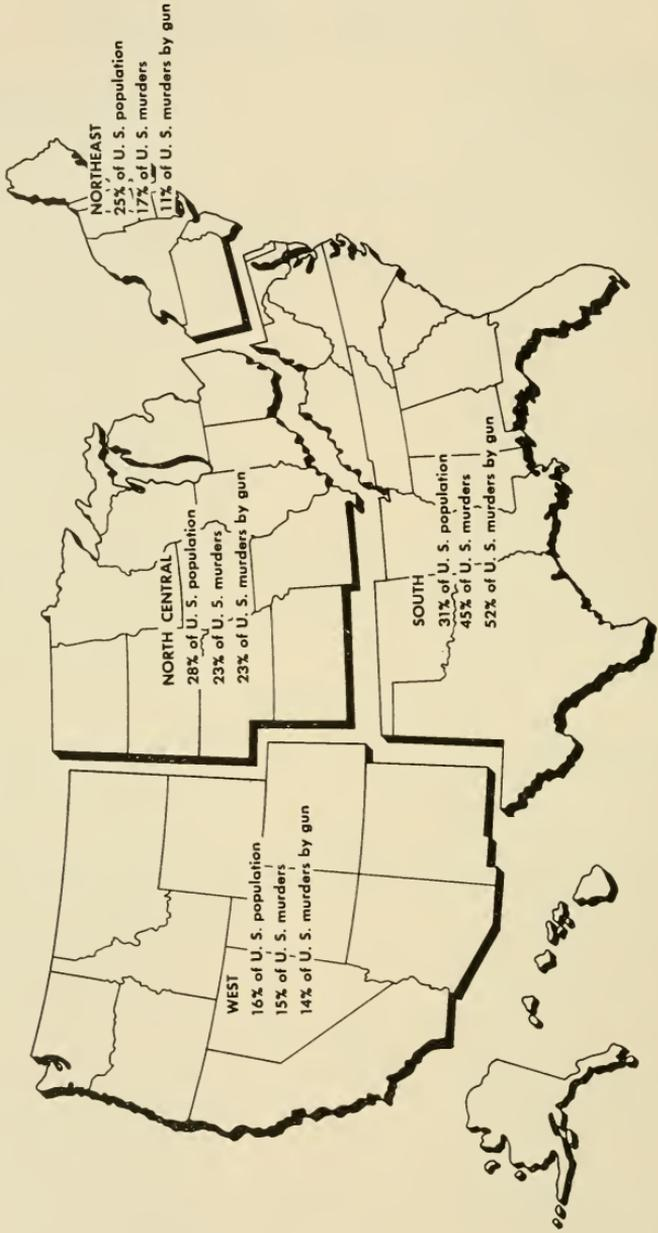 NORTHEAST
25% of U. S. population
17% of U. S. murders
11% of U. S. murders by gun
NORTH CENTRAL
28% of U. S. population
23% of U. S. murders
23% of U. S. murders by gun
SOUTH
31% of U. S. population
45% of U. S. murders
52% of U. S. murders by gun
WEST
16% of U. S. population
15% of U. S. murders
14% of U. S. murders by gun